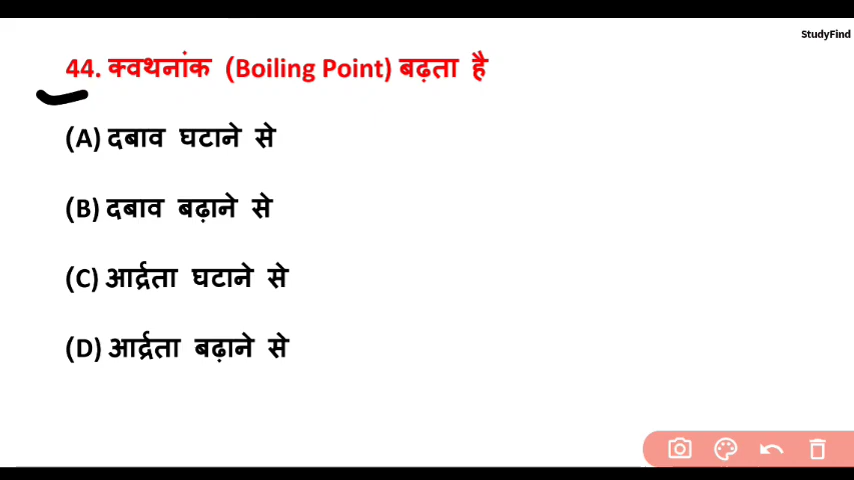 StudyFind
44. क्वथनांक (Boiling Point) बढ़ता है
(A) दबाव घटाने से
(B) दबाव बढ़ाने से
(C) आर्द्रता घटाने से
(D) आर्द्रता बढ़ाने से